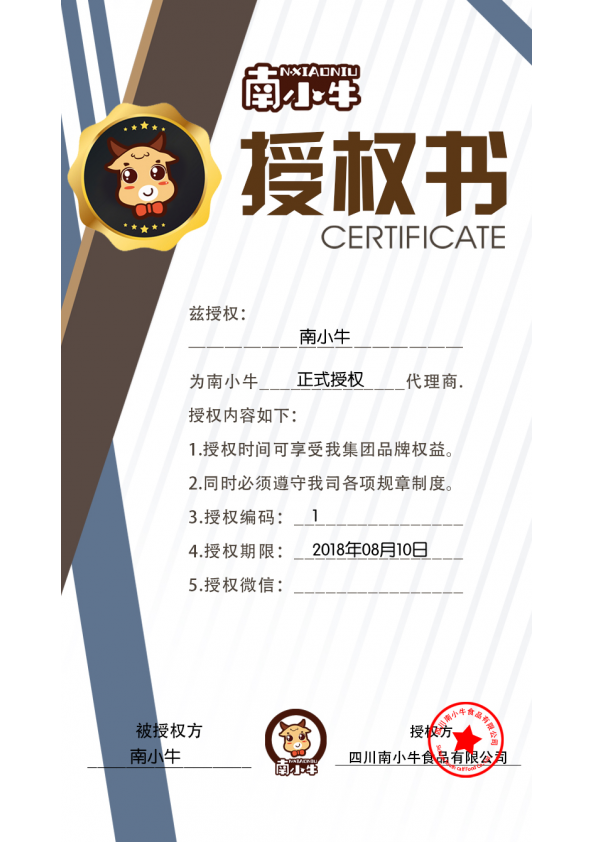 NXIAONIU
南小牛
授权书
CERTIFICATE
兹授权：
南小牛
为南小牛 正式授权 代理商.
授权内容如下：
1.授权时间可享受我集团品牌权益。
2.同时必须遵守我司各项规章制度。
3.授权编码： 1
4.授权期限： 2018年08月10日
5.授权微信：
被授权方
南小牛
NXIAONIU
南小牛
授权方
四川南小牛食品有限公司
四川南小牛食品有限公司